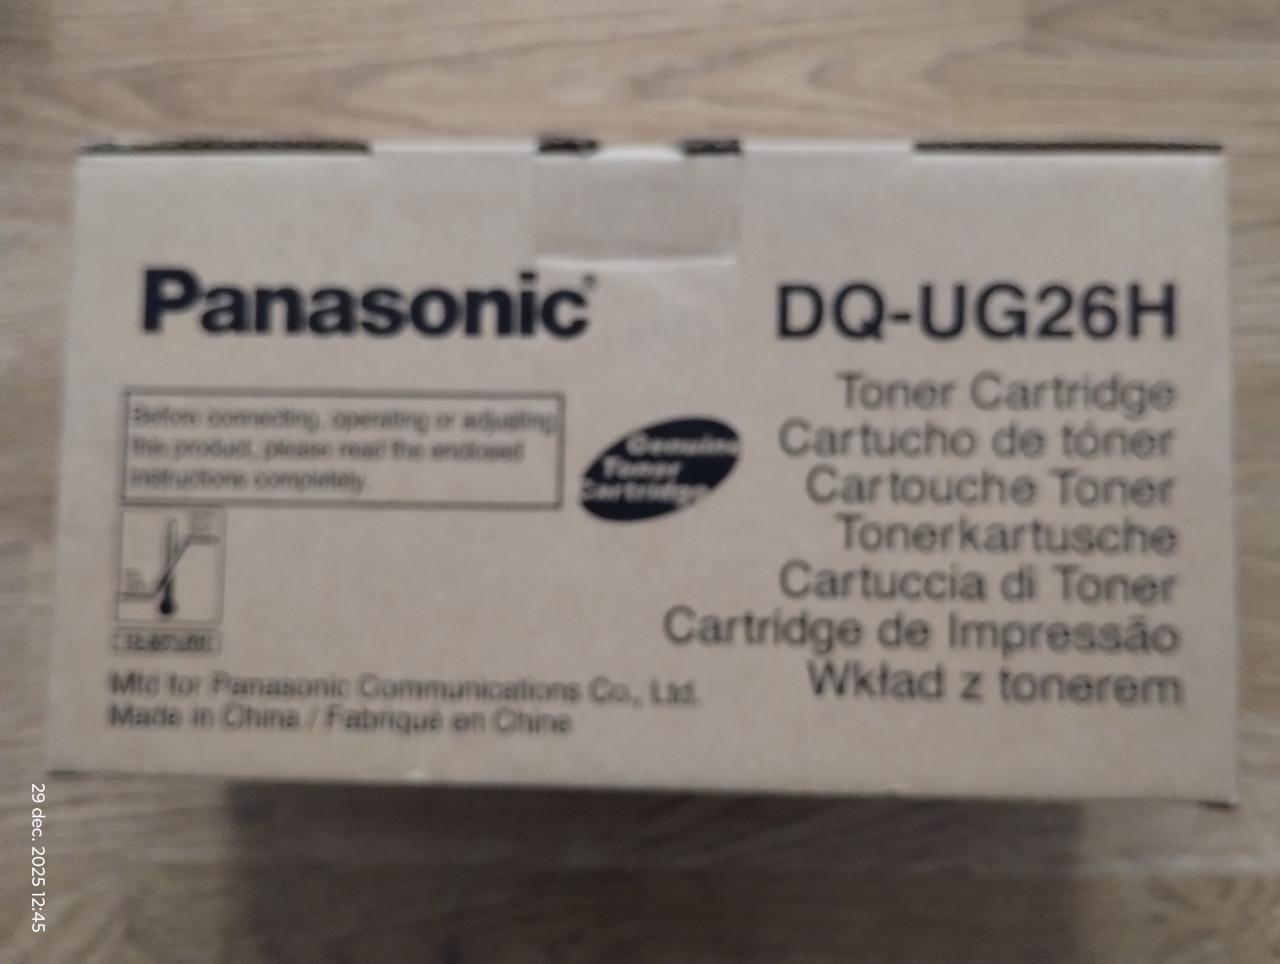 Panasonic®
DQ-UG26H
Toner Cartridge
Cartucho de tóner
Cartouche Toner
Tonerkartusche
Cartuccia di Toner
Cartridge de Impressão
Wkład z tonerem
Before connecting, operating or adjusting
this product, please read the enclosed
instructions completely.
Genuine
Toner
Cartridge
Mfd for Panasonic Communications Co., Ltd.
Made in China / Fabriqué en Chine
29 dec. 2025 12:45